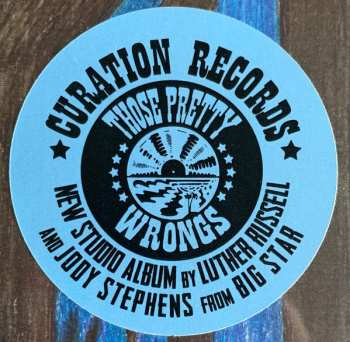 CURATION RECORDS
THOSE PRETTY
WRONGS
NEW STUDIO ALBUM BY LUTHER RUSSELL
AND JODY STEPHENS FROM BIG STAR